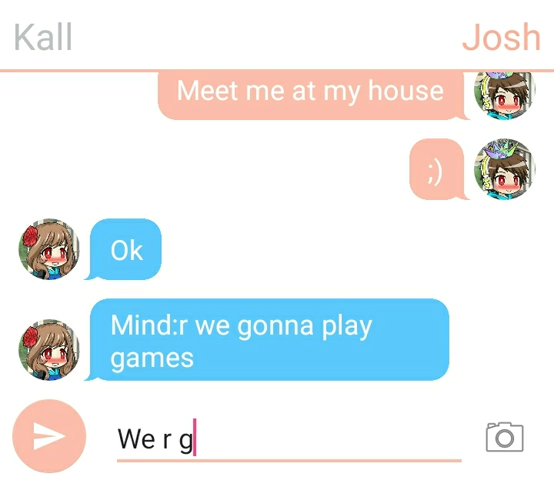 Kall
Josh
Meet me at my house
;)
Ok
Mind:r we gonna play
games
We r g